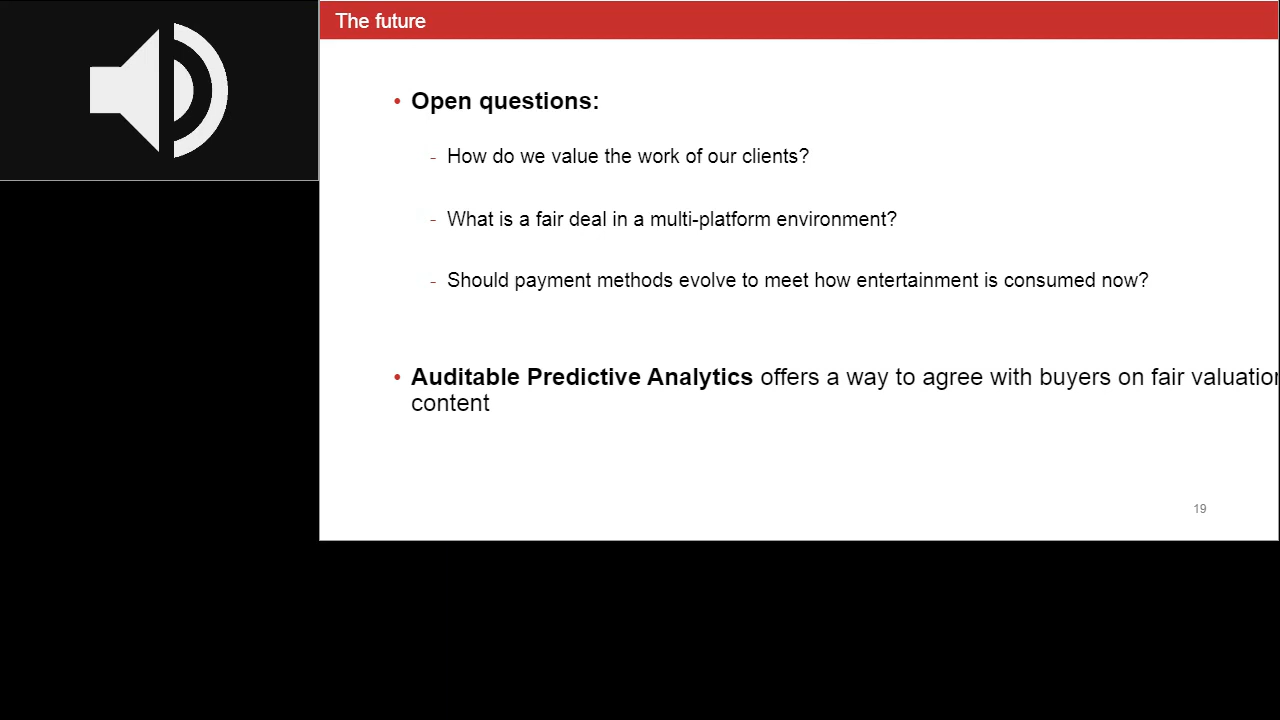 The future
• Open questions:
- How do we value the work of our clients?
- What is a fair deal in a multi-platform environment?
- Should payment methods evolve to meet how entertainment is consumed now?
• Auditable Predictive Analytics offers a way to agree with buyers on fair
content
19